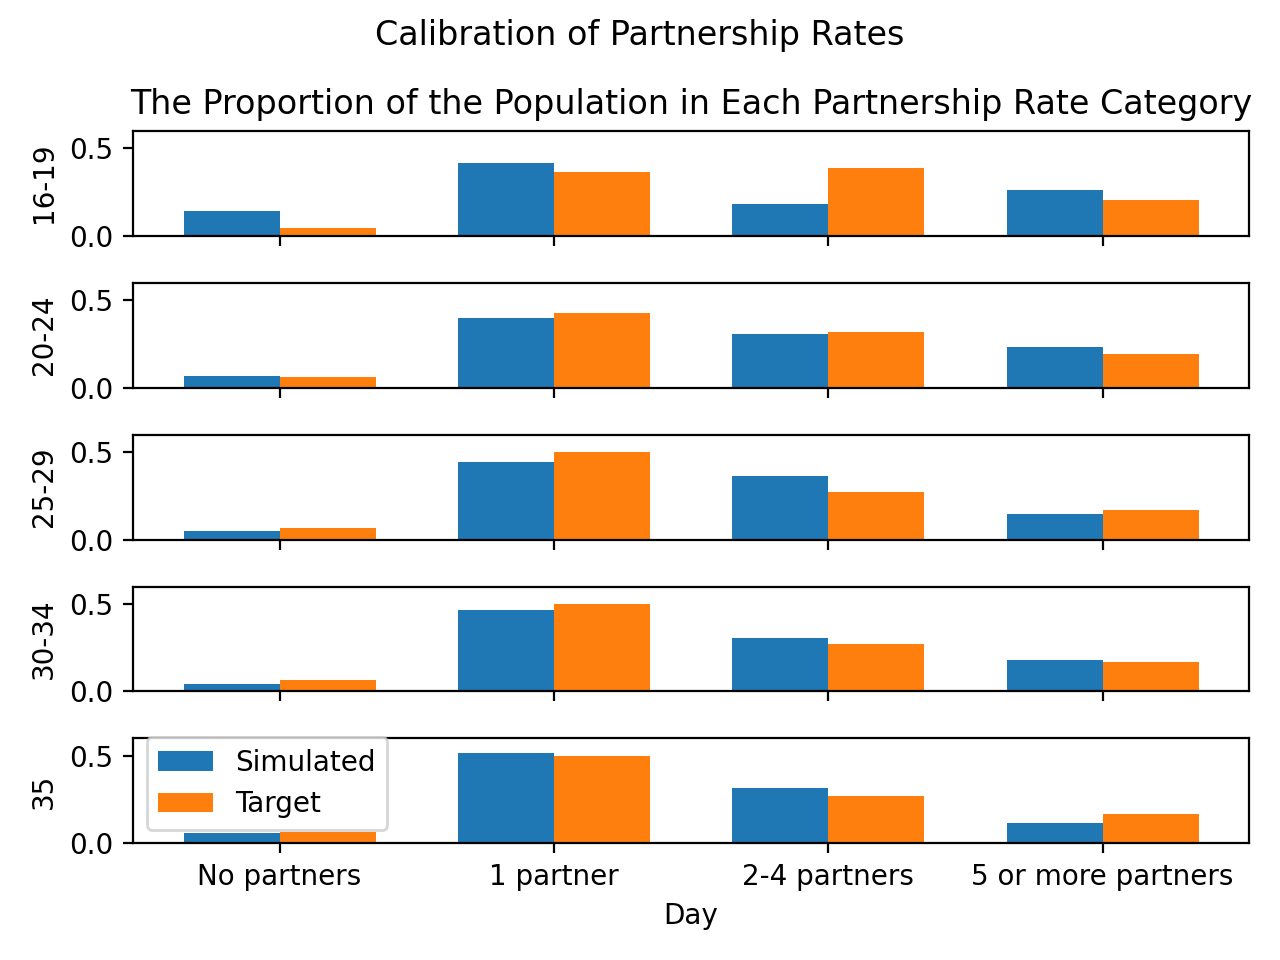 Calibration of Partnership Rates
The Proportion of the Population in Each Partnership Rate Category
0.5
16-19
0.0
0.5
20-24
0.0
0.5
25-29
0.0
0.5
30-34
0.0
Simulated
0.5
35
Target
0.0
No partners 1 partner 2-4 partners 5 or more partners
Day